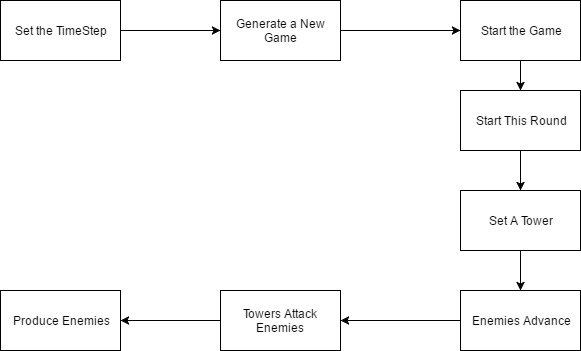 Set the TimeStep
Generate a New
Game
Start the Game
Start This Round
Set A Tower
Enemies Advance
Towers Attack
Enemies
Produce Enemies